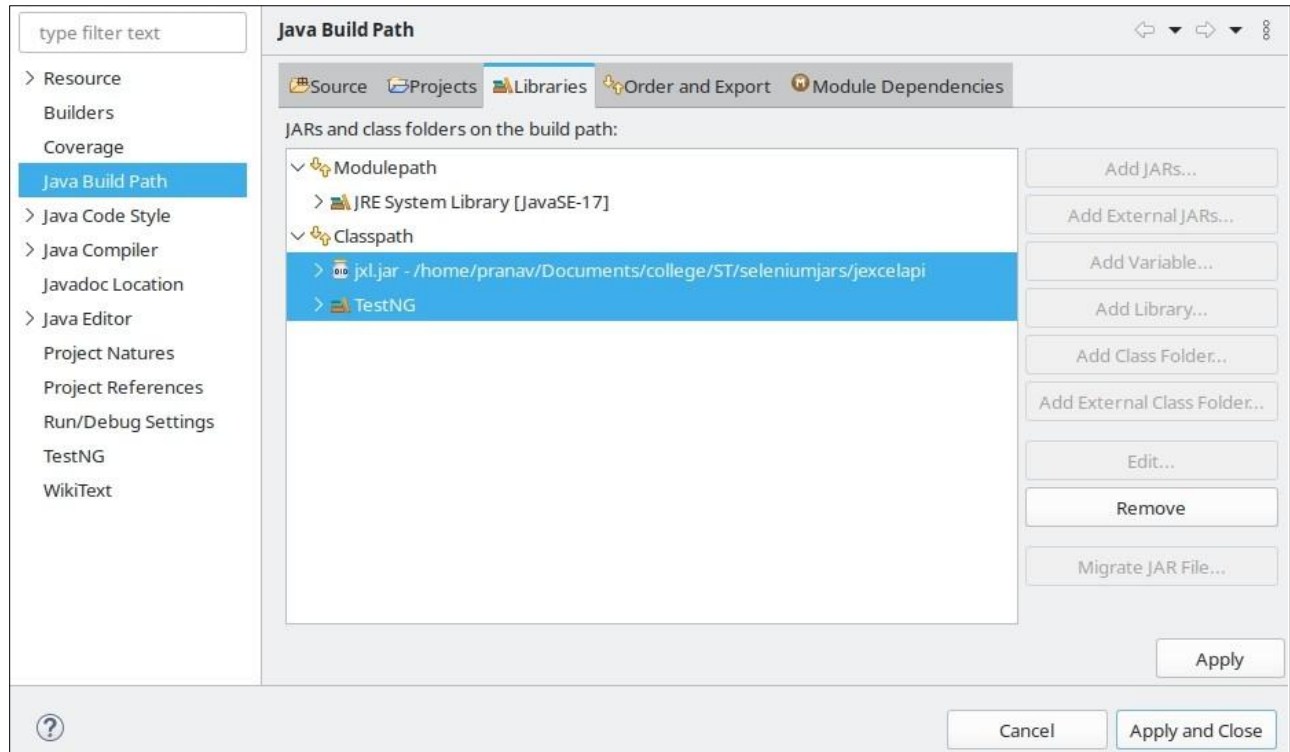 type filter text
Resource
Builders
Coverage
Java Build Path
Java Code Style
Java Compiler
Javadoc Location
Java Editor
Project Natures
Project References
Run/Debug Settings
TestNG
WikiText
Java Build Path
Source Projects Libraries Order and Export Module Dependencies
JARs and class folders on the build path:
Modulepath
JRE System Library [JavaSE-17]
Classpath
jxl.jar - /home/pranav/Documents/college/ST/seleniumjars/jexcelapi
TestNG
Add JARs...
Add External JARs...
Add Variable...
Add Library...
Add Class Folder...
Add External Class Folder...
Edit...
Remove
Migrate JAR File...
Apply
Cancel Apply and Close